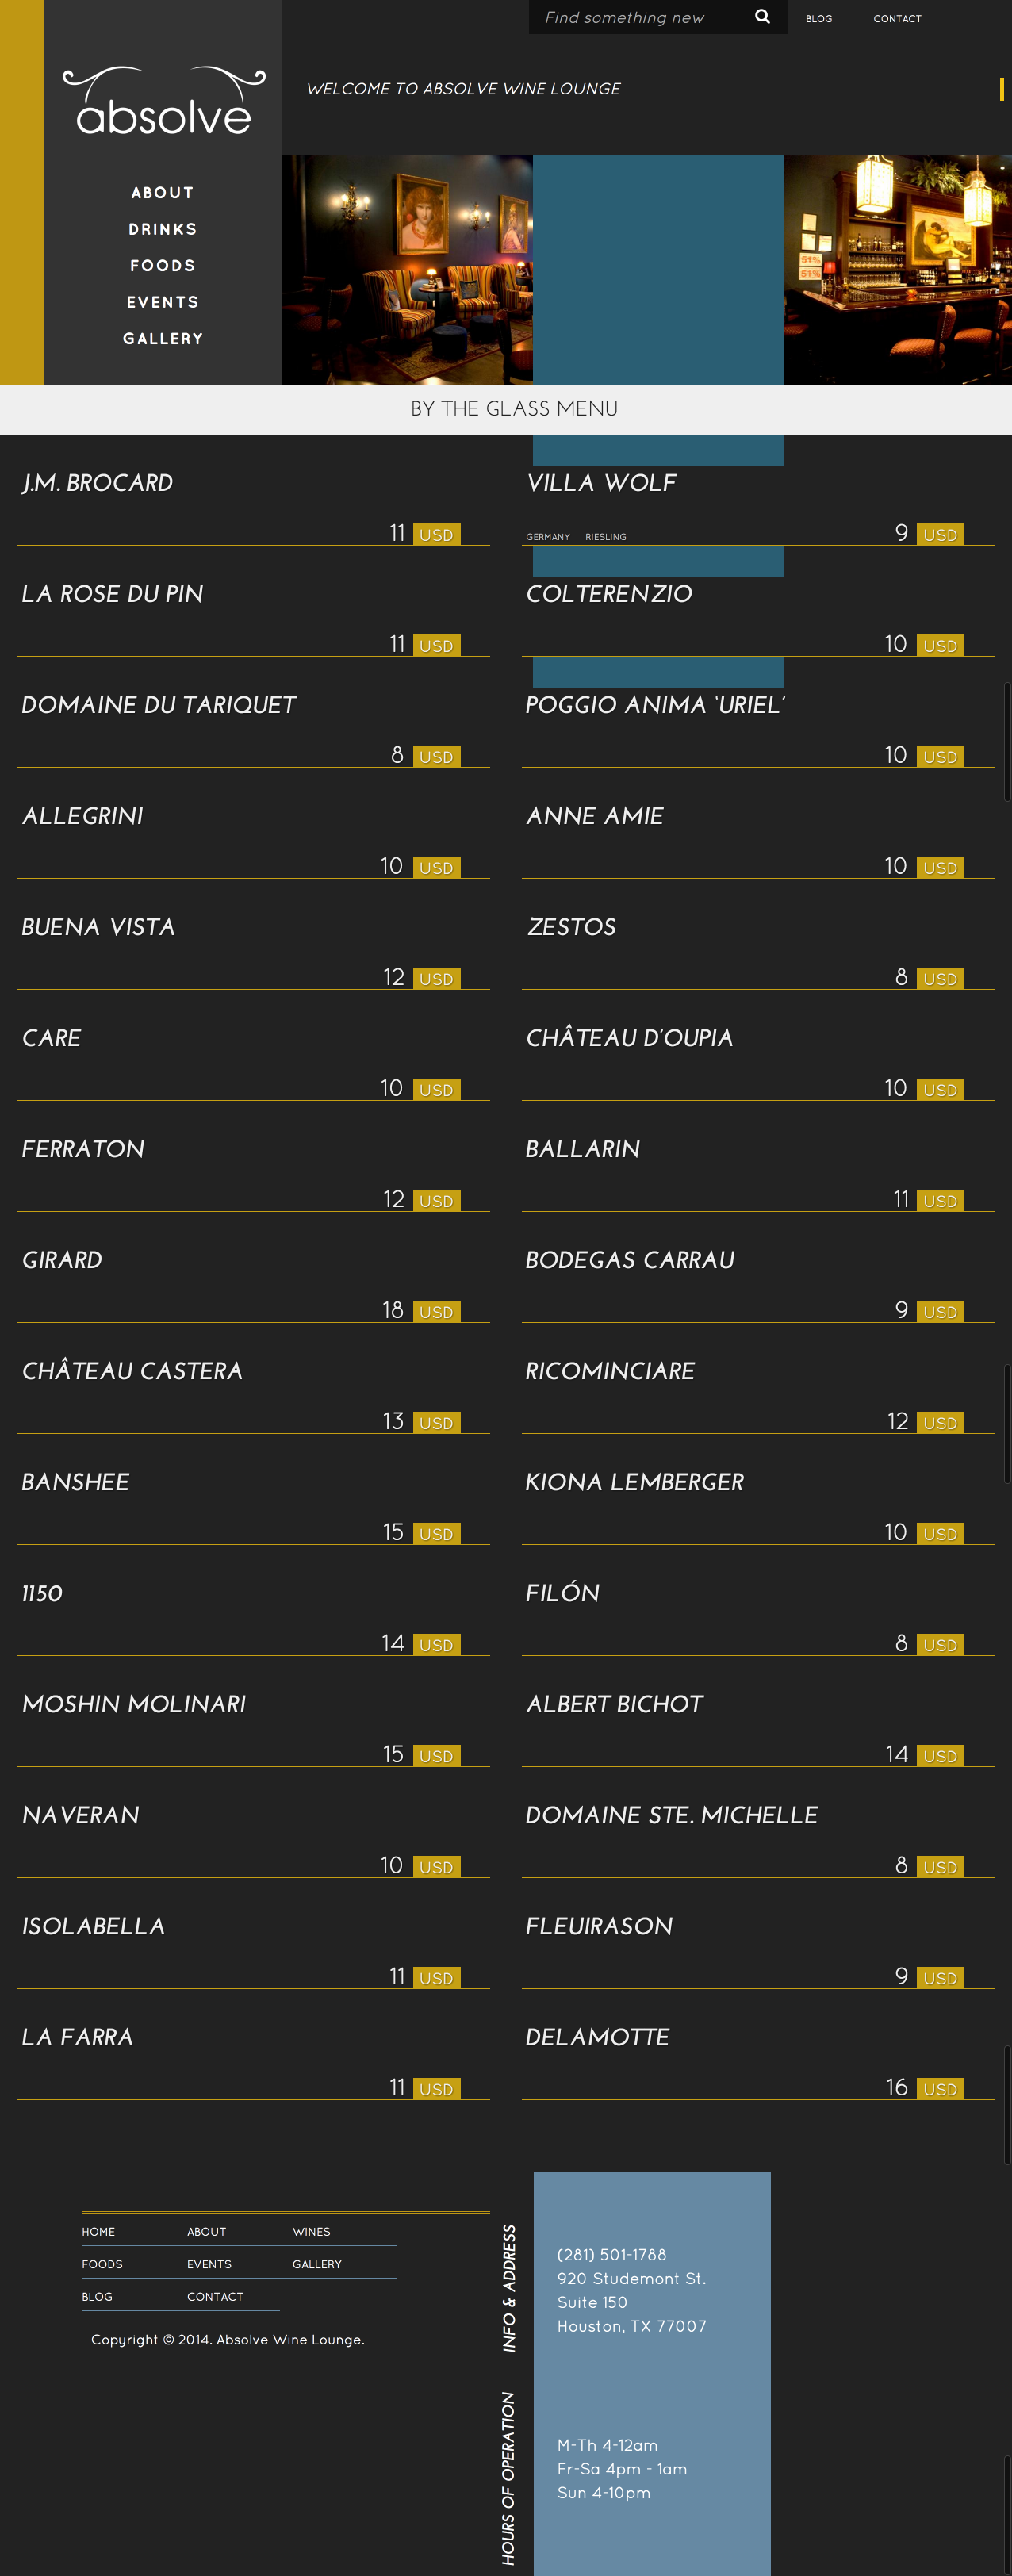 Find something new
BLOG
CONTACT
absolve
WELCOME TO ABSOLVE WINE LOUNGE
ABOUT
DRINKS
FOODS
EVENTS
GALLERY
51%
51%
BY THE GLASS MENU
J.M. BROCARD
11 USD
VILLA WOLF
GERMANY RIESLING 9 USD
LA ROSE DU PIN
11 USD
COLTERENZIO
10 USD
DOMAINE DU TARIQUET
8 USD
POGGIO ANIMA ‘URIEL’
10 USD
ALLEGRINI
10 USD
ANNE AMIE
10 USD
BUENA VISTA
12 USD
ZESTOS
8 USD
CARE
10 USD
CHÂTEAU D’OUPIA
10 USD
FERRATON
12 USD
BALLARIN
11 USD
GIRARD
18 USD
BODEGAS CARRAU
9 USD
CHÂTEAU CASTERA
13 USD
RICOMINCIARE
12 USD
BANSHEE
15 USD
KIONA LEMBERGER
10 USD
1150
14 USD
FILÓN
8 USD
MOSHIN MOLINARI
15 USD
ALBERT BICHOT
14 USD
NAVERAN
10 USD
DOMAINE STE. MICHELLE
8 USD
ISOLABELLA
11 USD
FLEUIRASON
9 USD
LA FARRA
11 USD
DELAMOTTE
16 USD
HOME ABOUT WINES
FOODS EVENTS GALLERY
BLOG CONTACT
Copyright © 2014. Absolve Wine Lounge.
INFO & ADDRESS
(281) 501-1788
920 Studemont St.
Suite 150
Houston, TX 77007
HOURS OF OPERATION
M-Th 4-12am
Fr-Sa 4pm - 1am
Sun 4-10pm